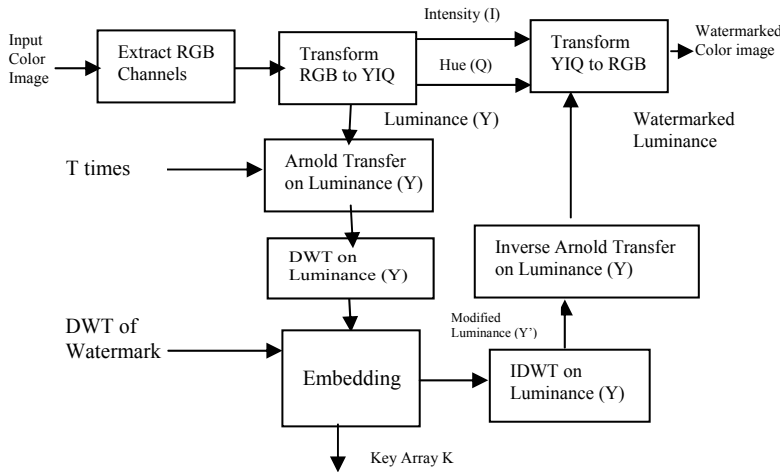 Input
Color
Image
Extract RGB
Channels
Transform
RGB to YIQ
Intensity (I)
Hue (Q)
Transform
YIQ to RGB
Watermarked
Color image
Luminance (Y)
Watermarked
Luminance
T times
Arnold Transfer
on Luminance (Y)
DWT on
Luminance (Y)
Inverse Arnold Transfer
on Luminance (Y)
DWT of
Watermark
Embedding
Modified
Luminance (Y’)
IDWT on
Luminance (Y)
Key Array K